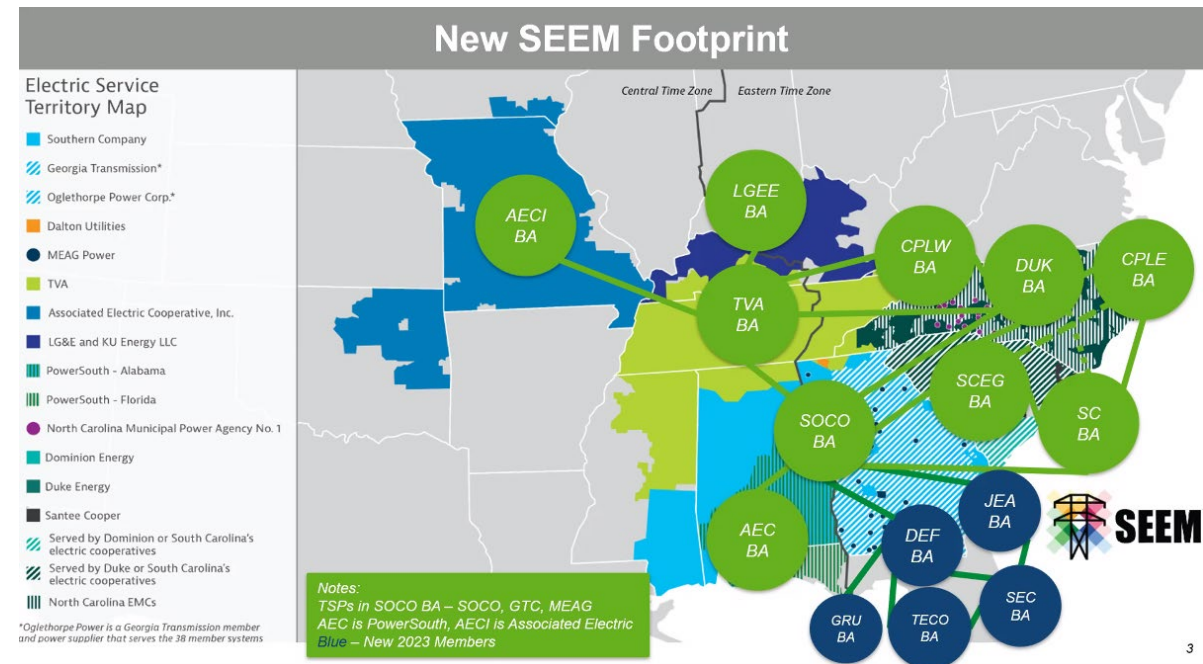 New SEEM Footprint
Electric Service
Territory Map
Southern Company
Georgia Transmission*
Oglethorpe Power Corp.*
Dalton Utilities
MEAG Power
TVA
Associated Electric Cooperative, Inc.
LG&E and KU Energy LLC
PowerSouth - Alabama
PowerSouth - Florida
North Carolina Municipal Power Agency No. 1
Dominion Energy
Duke Energy
Santee Cooper
Served by Dominion or South Carolina's
electric cooperatives
Served by Duke or South Carolina's
electric cooperatives
North Carolina EMCs
*Oglethorpe Power is a Georgia Transmission member
and power supplier that serves the 38 member systems
Central Time Zone
Eastern Time Zone
AECI
BA
LGEE
BA
TVA
BA
CPLW
BA
DUK
BA
CPLE
BA
SCEG
BA
SC
BA
SOCO
BA
AEC
BA
JEA
BA
DEF
BA
SEC
BA
GRU
BA
TECO
BA
SEEM
Notes:
TSPs in SOCO BA – SOCO, GTC, MEAG
AEC is PowerSouth, AECI is Associated Electric
Blue – New 2023 Members
3